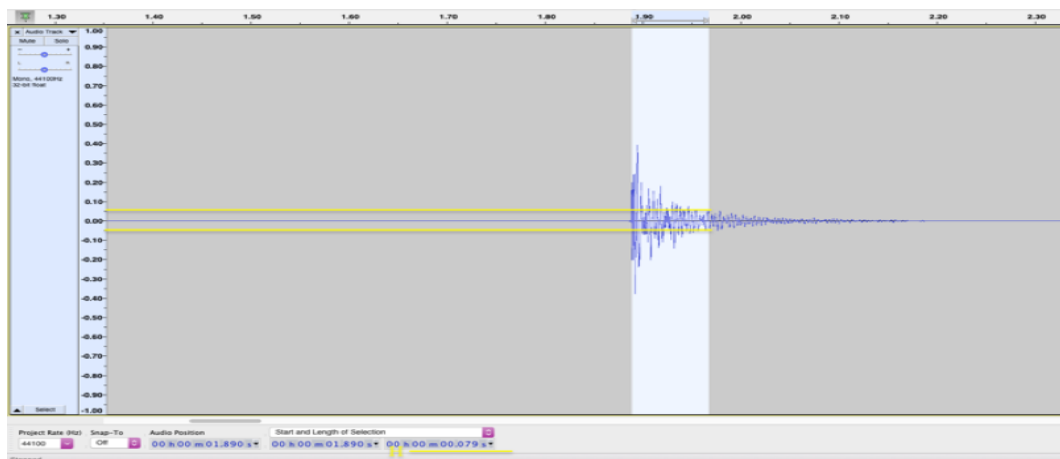 1.30 1.40 1.50 1.60 1.70 1.80 1.90 2.00 2.10 2.20 2.30
× Audio Track ▼ 1.00
Mute Solo 0.90
- +
0.80
L R
Mono, 44100Hz 0.70
32-bit float
0.60
0.50
0.40
0.30
0.20
0.10
0.00
-0.10
-0.20
-0.30
-0.40
-0.50
-0.60
-0.70
-0.80
-0.90
▲ Select -1.00
Project Rate (Hz) Snap-To Audio Position Start and Length of Selection
44100 Off 00 h 00 m 01.890 s 00 h 00 m 01.890 s 00 h 00 m 00.079 s